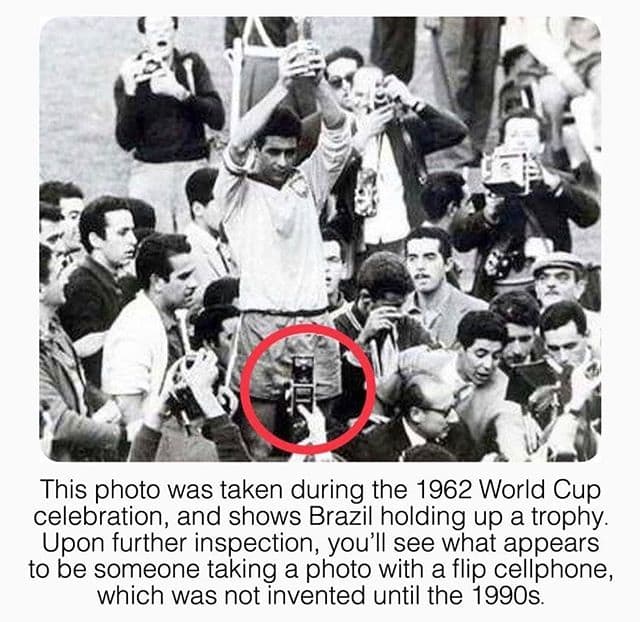 This photo was taken during the 1962 World Cup
celebration, and shows Brazil holding up a trophy.
Upon further inspection, you’ll see what appears
to be someone taking a photo with a flip cellphone,
which was not invented until the 1990s.